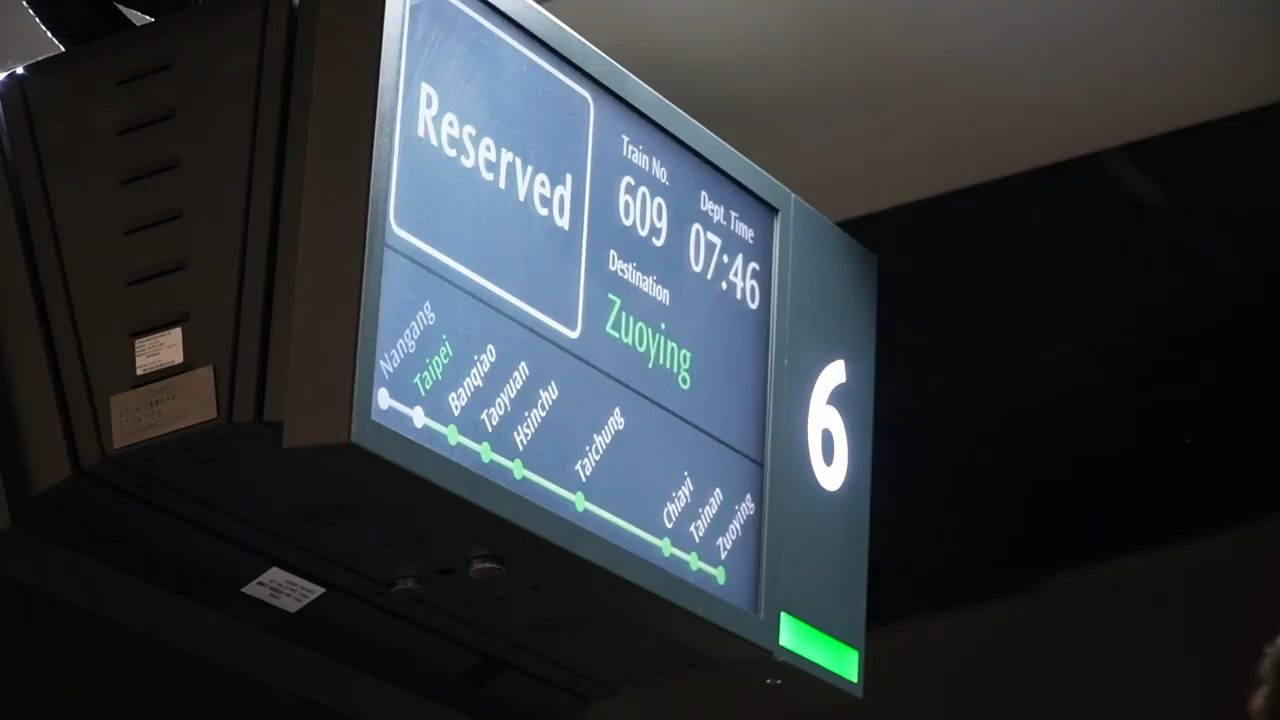 Reserved
Train No.
609
Dept. Time
07:46
Destination
Zuoying
Nangang
Taipei
Banqiao
Taoyuan
Hsinchu
Taichung
Chiayi
Tainan
Zuoying
6